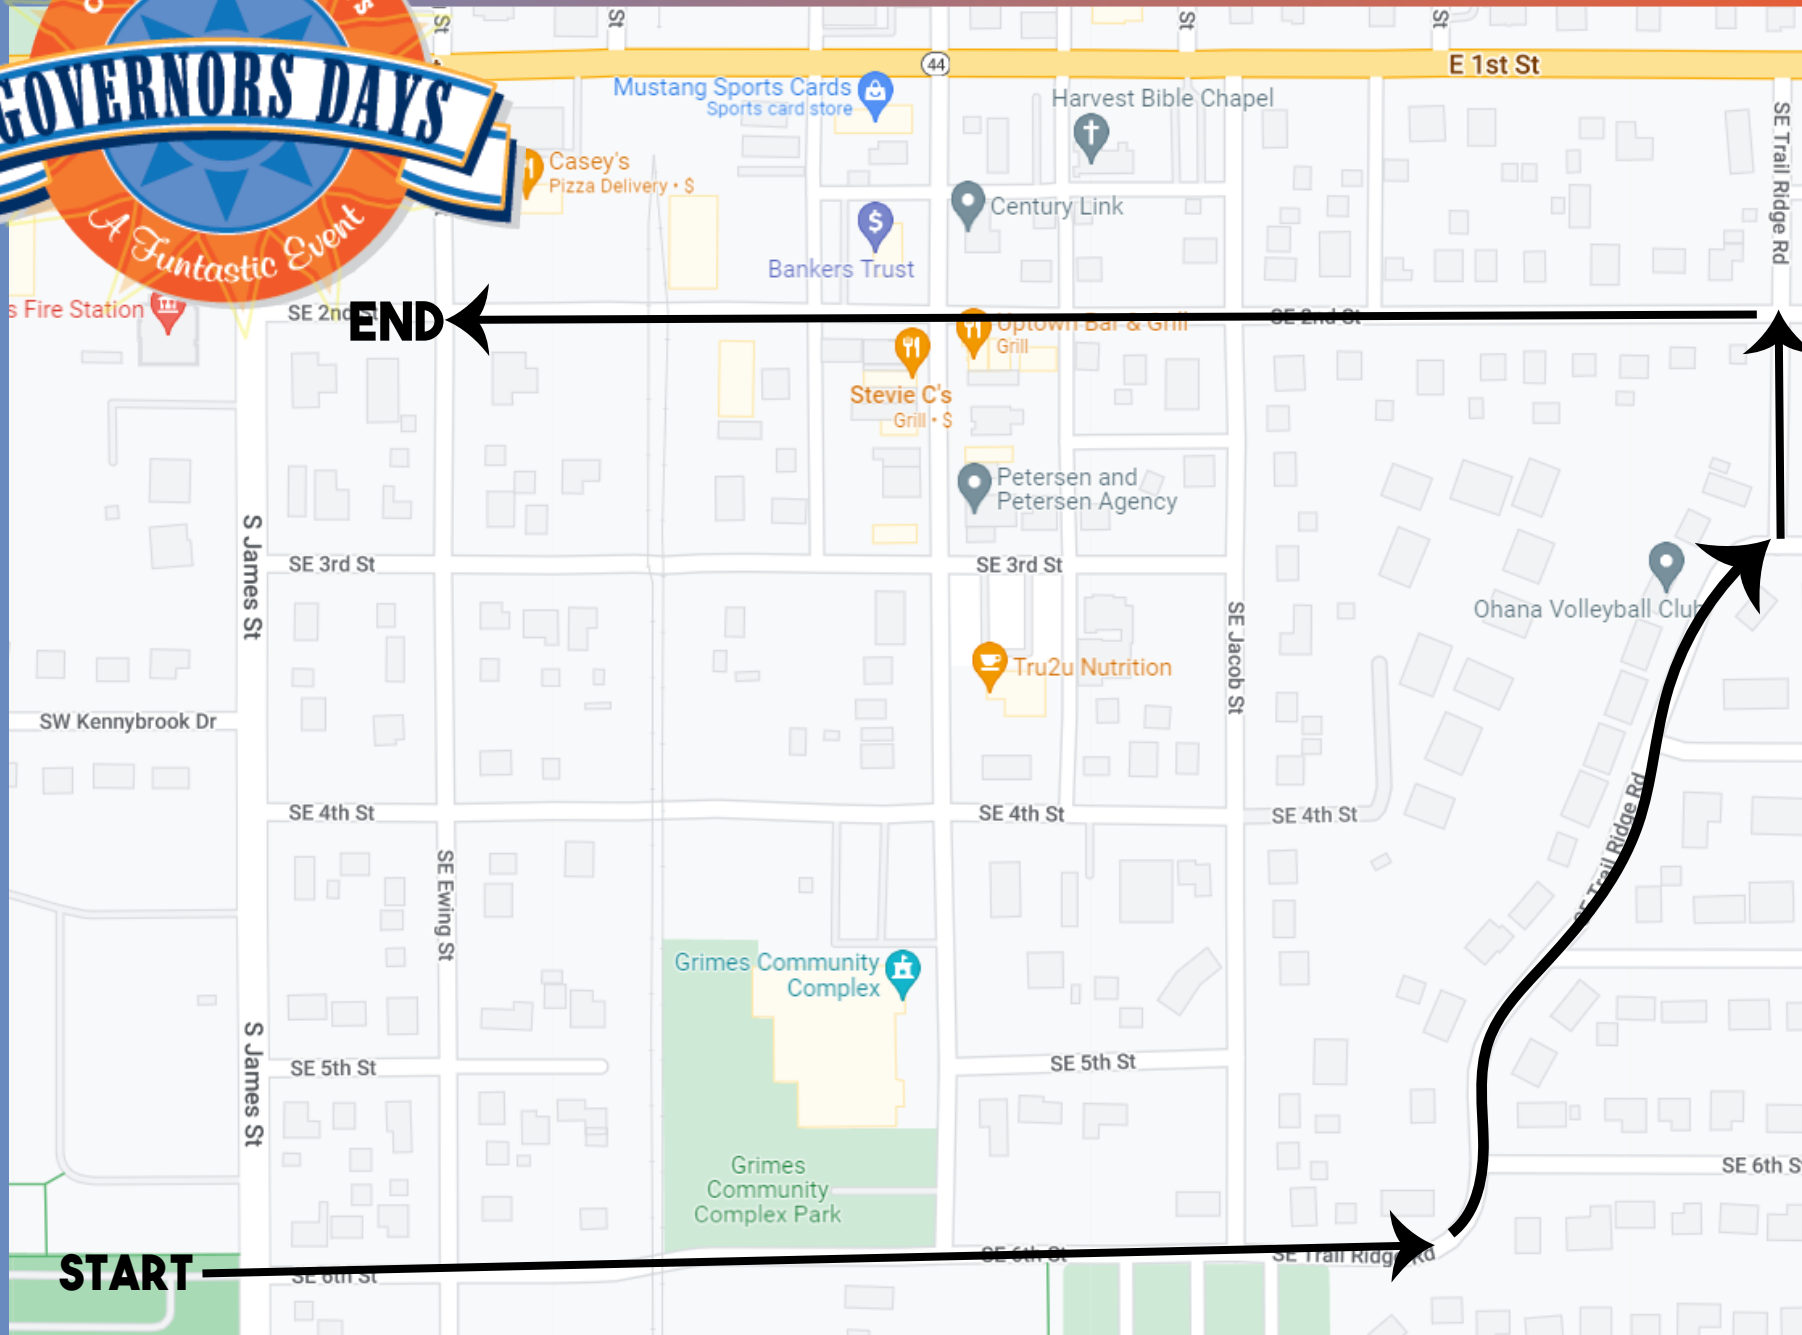 GOVERNORS DAYS
A Funtastic Event
St
St
St
St
44
E 1st St
Mustang Sports Cards
Sports card store
Harvest Bible Chapel
SE Trail Ridge Rd
Casey's
Pizza Delivery • $
Century Link
Bankers Trust
s Fire Station
SE 2nd St
END
Uptown Bar & Grill
Grill
SE 2nd St
Stevie C's
Grill • $
Petersen and
Petersen Agency
S James St
SE 3rd St
SE 3rd St
Ohana Volleyball Club
SE Jacob St
Tru2u Nutrition
SW Kennybrook Dr
SE 4th St
SE 4th St
SE 4th St
SE Trail Ridge Rd
SE Ewing St
Grimes Community
Complex
S James St
SE 5th St
SE 5th St
Grimes
Community
Complex Park
SE 6th S
START
SE 6th St
SE 6th St
SE Trail Ridge Rd